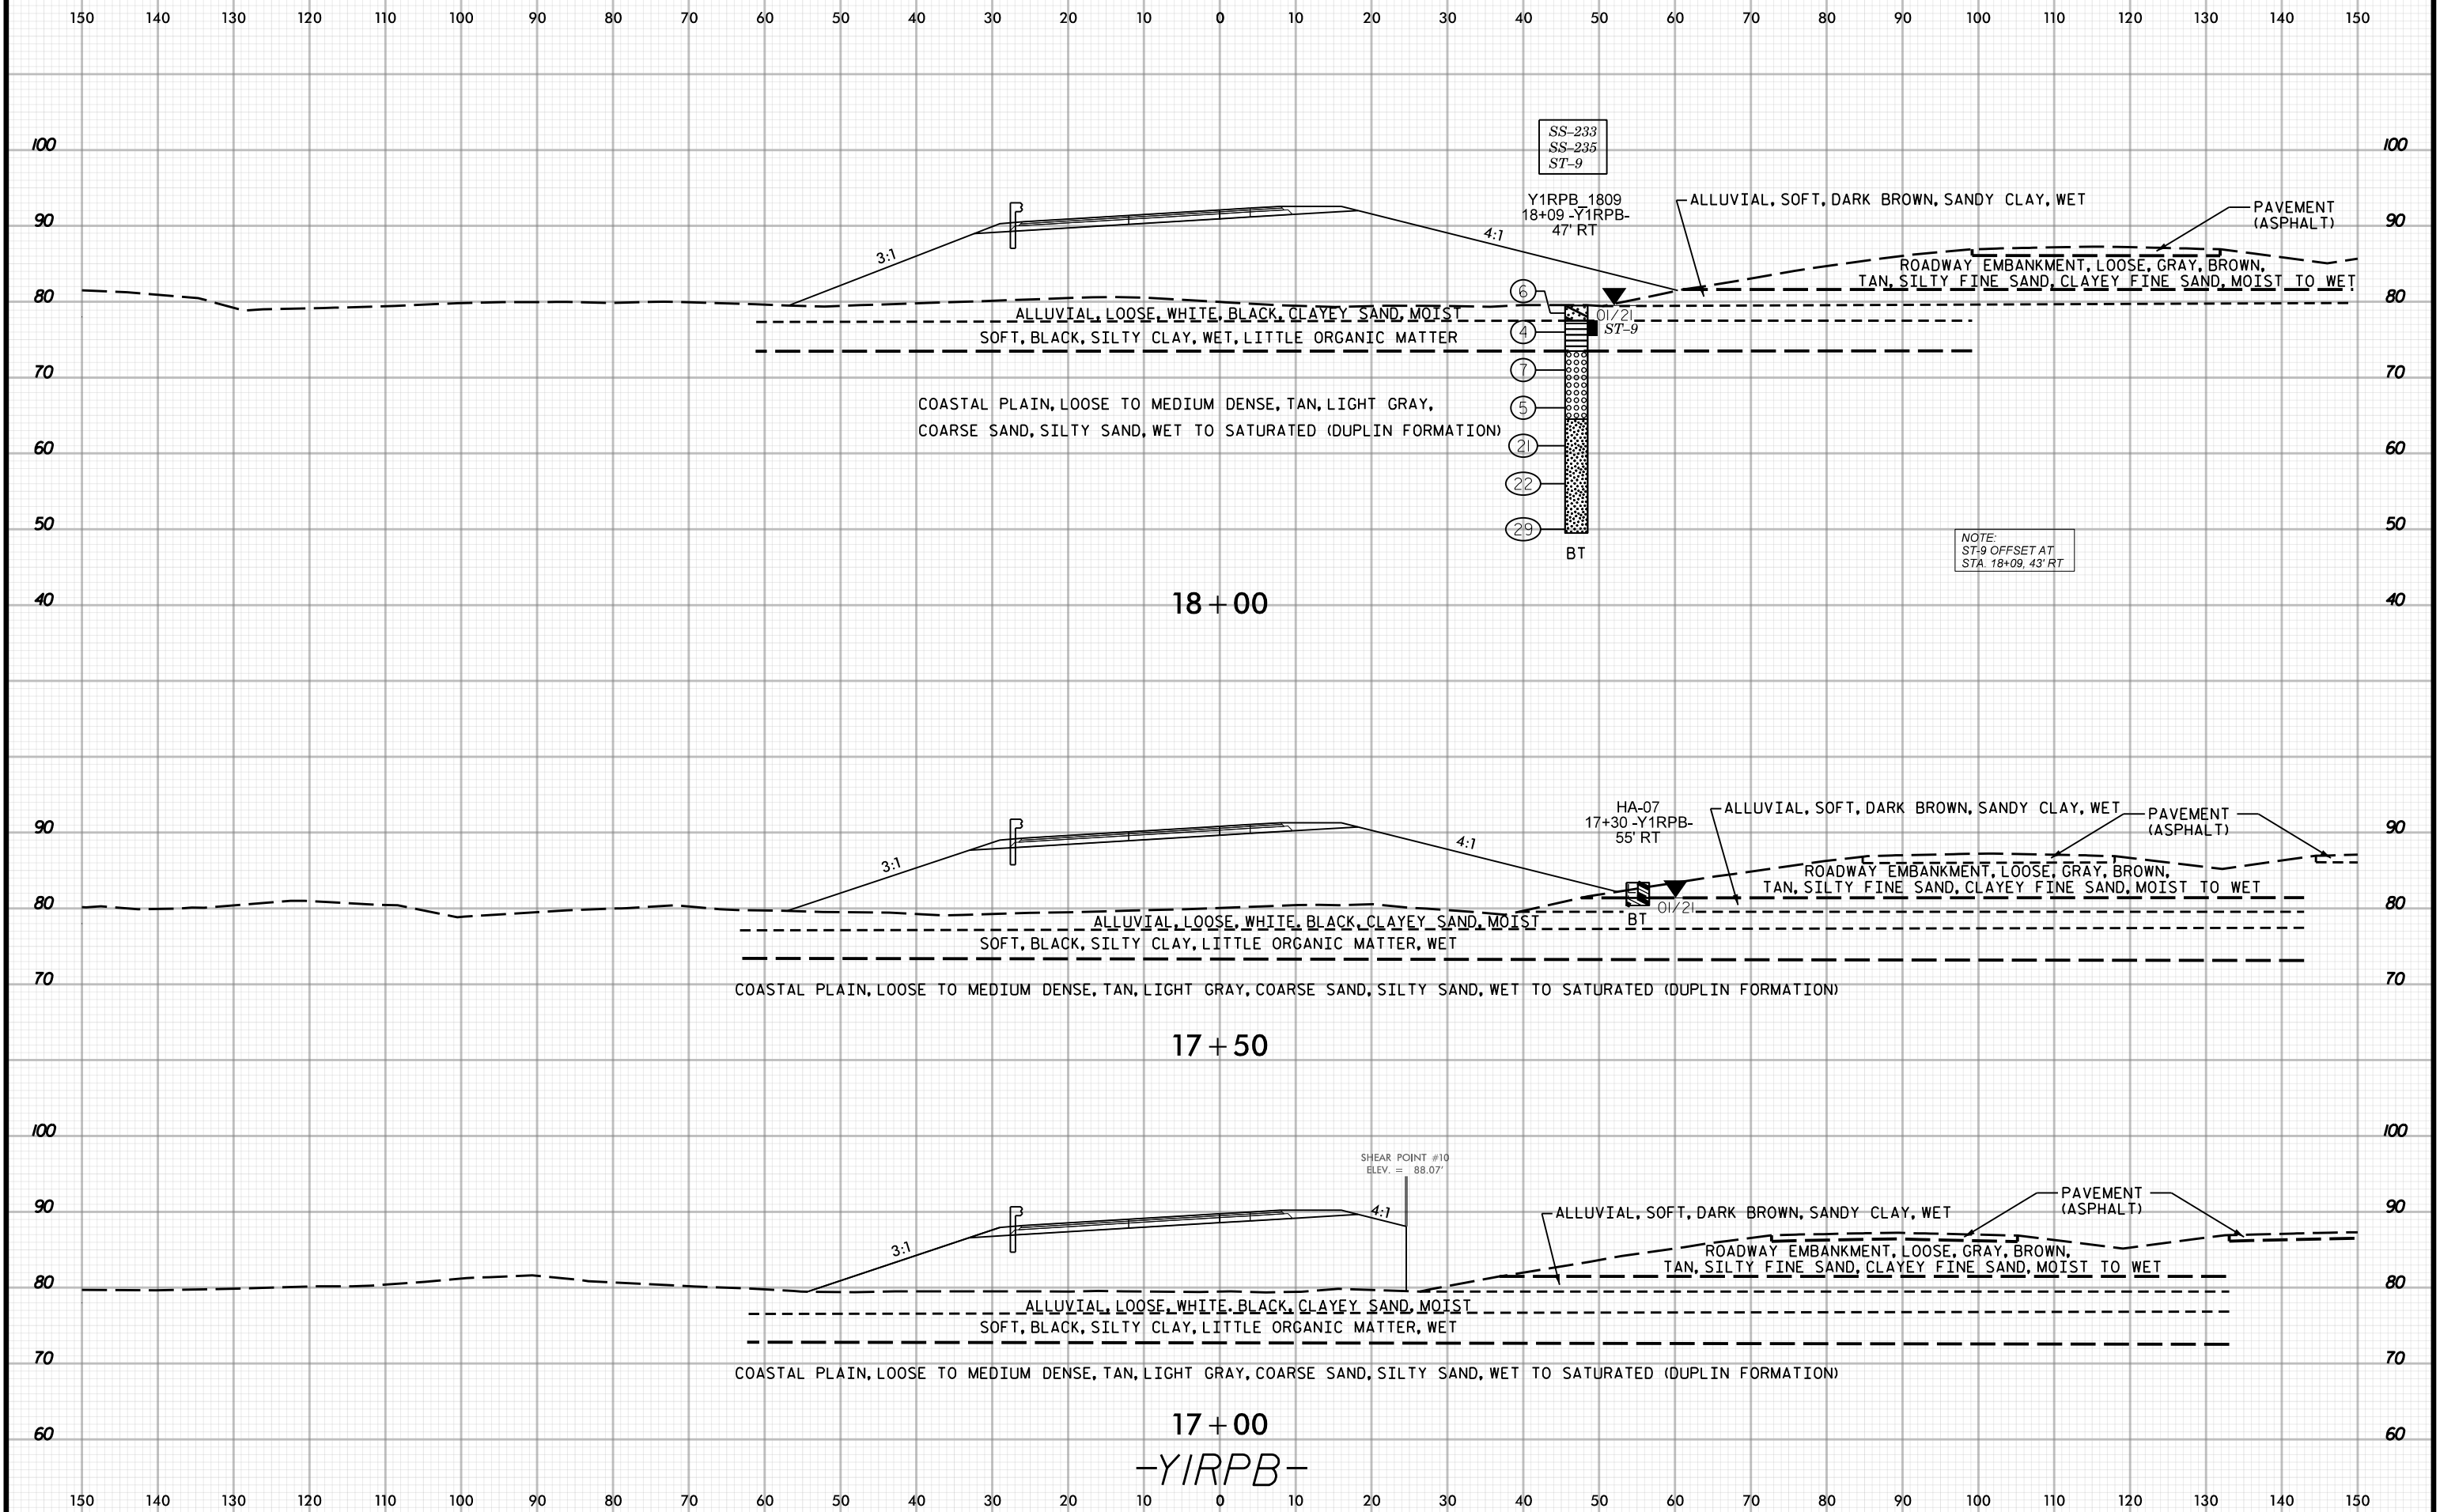 150 140 130 120 110 100 90 80 70 60 50 40 30 20 10 0 10 20 30 40 50 60 70 80 90 100 110 120 130 140 150
SS-233
SS-235
ST-9
100 100
Y1RPB_1809
18+09 -Y1RPB-
47' RT
ALLUVIAL, SOFT, DARK BROWN, SANDY CLAY, WET
PAVEMENT
(ASPHALT)
90 90
3:1
4:1
ROADWAY EMBANKMENT, LOOSE, GRAY, BROWN,
TAN, SILTY FINE SAND, CLAYEY FINE SAND, MOIST TO WET
80 80
6
ALLUVIAL, LOOSE, WHITE, BLACK, CLAYEY SAND, MOIST
01/21
ST-9
4
SOFT, BLACK, SILTY CLAY, WET, LITTLE ORGANIC MATTER
70 70
7
COASTAL PLAIN, LOOSE TO MEDIUM DENSE, TAN, LIGHT GRAY,
5
COARSE SAND, SILTY SAND, WET TO SATURATED (DUPLIN FORMATION)
60 60
21
22
50 50
29
BT
NOTE:
ST-9 OFFSET AT
STA. 18+09, 43' RT
40 40
18+00
HA-07
17+30 -Y1RPB-
55' RT
ALLUVIAL, SOFT, DARK BROWN, SANDY CLAY, WET
PAVEMENT
(ASPHALT)
90 90
3:1
4:1
ROADWAY EMBANKMENT, LOOSE, GRAY, BROWN,
TAN, SILTY FINE SAND, CLAYEY FINE SAND, MOIST TO WET
80 80
01/21
BT
ALLUVIAL, LOOSE, WHITE, BLACK, CLAYEY SAND, MOIST
SOFT, BLACK, SILTY CLAY, LITTLE ORGANIC MATTER, WET
70 70
COASTAL PLAIN, LOOSE TO MEDIUM DENSE, TAN, LIGHT GRAY, COARSE SAND, SILTY SAND, WET TO SATURATED (DUPLIN FORMATION)
17+50
100 100
SHEAR POINT #10
ELEV. = 88.07'
PAVEMENT
(ASPHALT)
90 90
3:1
4:1
ALLUVIAL, SOFT, DARK BROWN, SANDY CLAY, WET
ROADWAY EMBANKMENT, LOOSE, GRAY, BROWN,
TAN, SILTY FINE SAND, CLAYEY FINE SAND, MOIST TO WET
80 80
ALLUVIAL, LOOSE, WHITE, BLACK, CLAYEY SAND, MOIST
SOFT, BLACK, SILTY CLAY, LITTLE ORGANIC MATTER, WET
70 70
COASTAL PLAIN, LOOSE TO MEDIUM DENSE, TAN, LIGHT GRAY, COARSE SAND, SILTY SAND, WET TO SATURATED (DUPLIN FORMATION)
17+00
60 60
-Y1RPB-
150 140 130 120 110 100 90 80 70 60 50 40 30 20 10 0 10 20 30 40 50 60 70 80 90 100 110 120 130 140 150